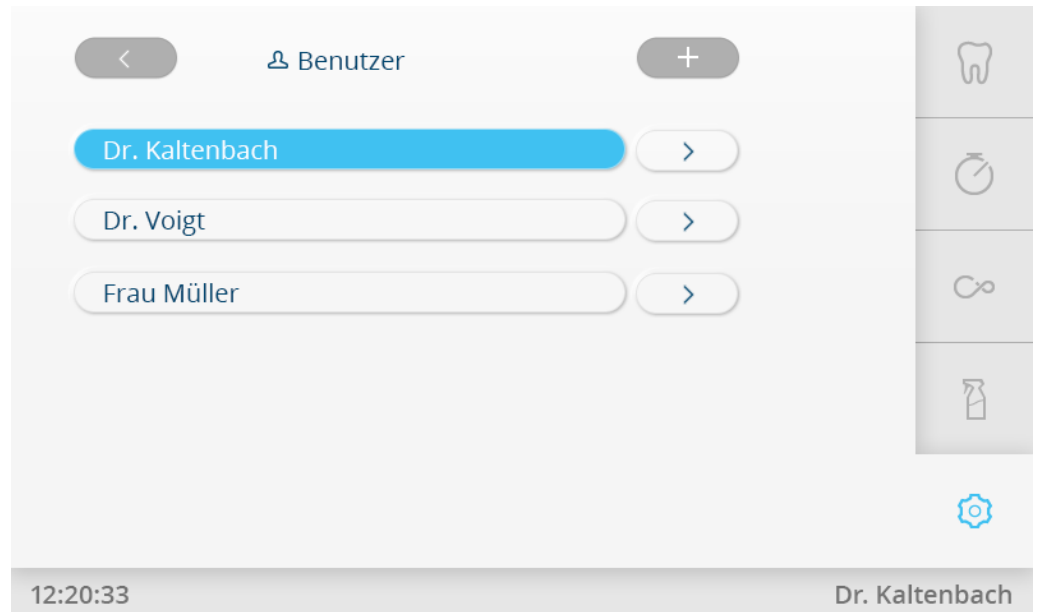 Benutzer
Dr. Kaltenbach
Dr. Voigt
Frau Müller
12:20:33 Dr. Kaltenbach